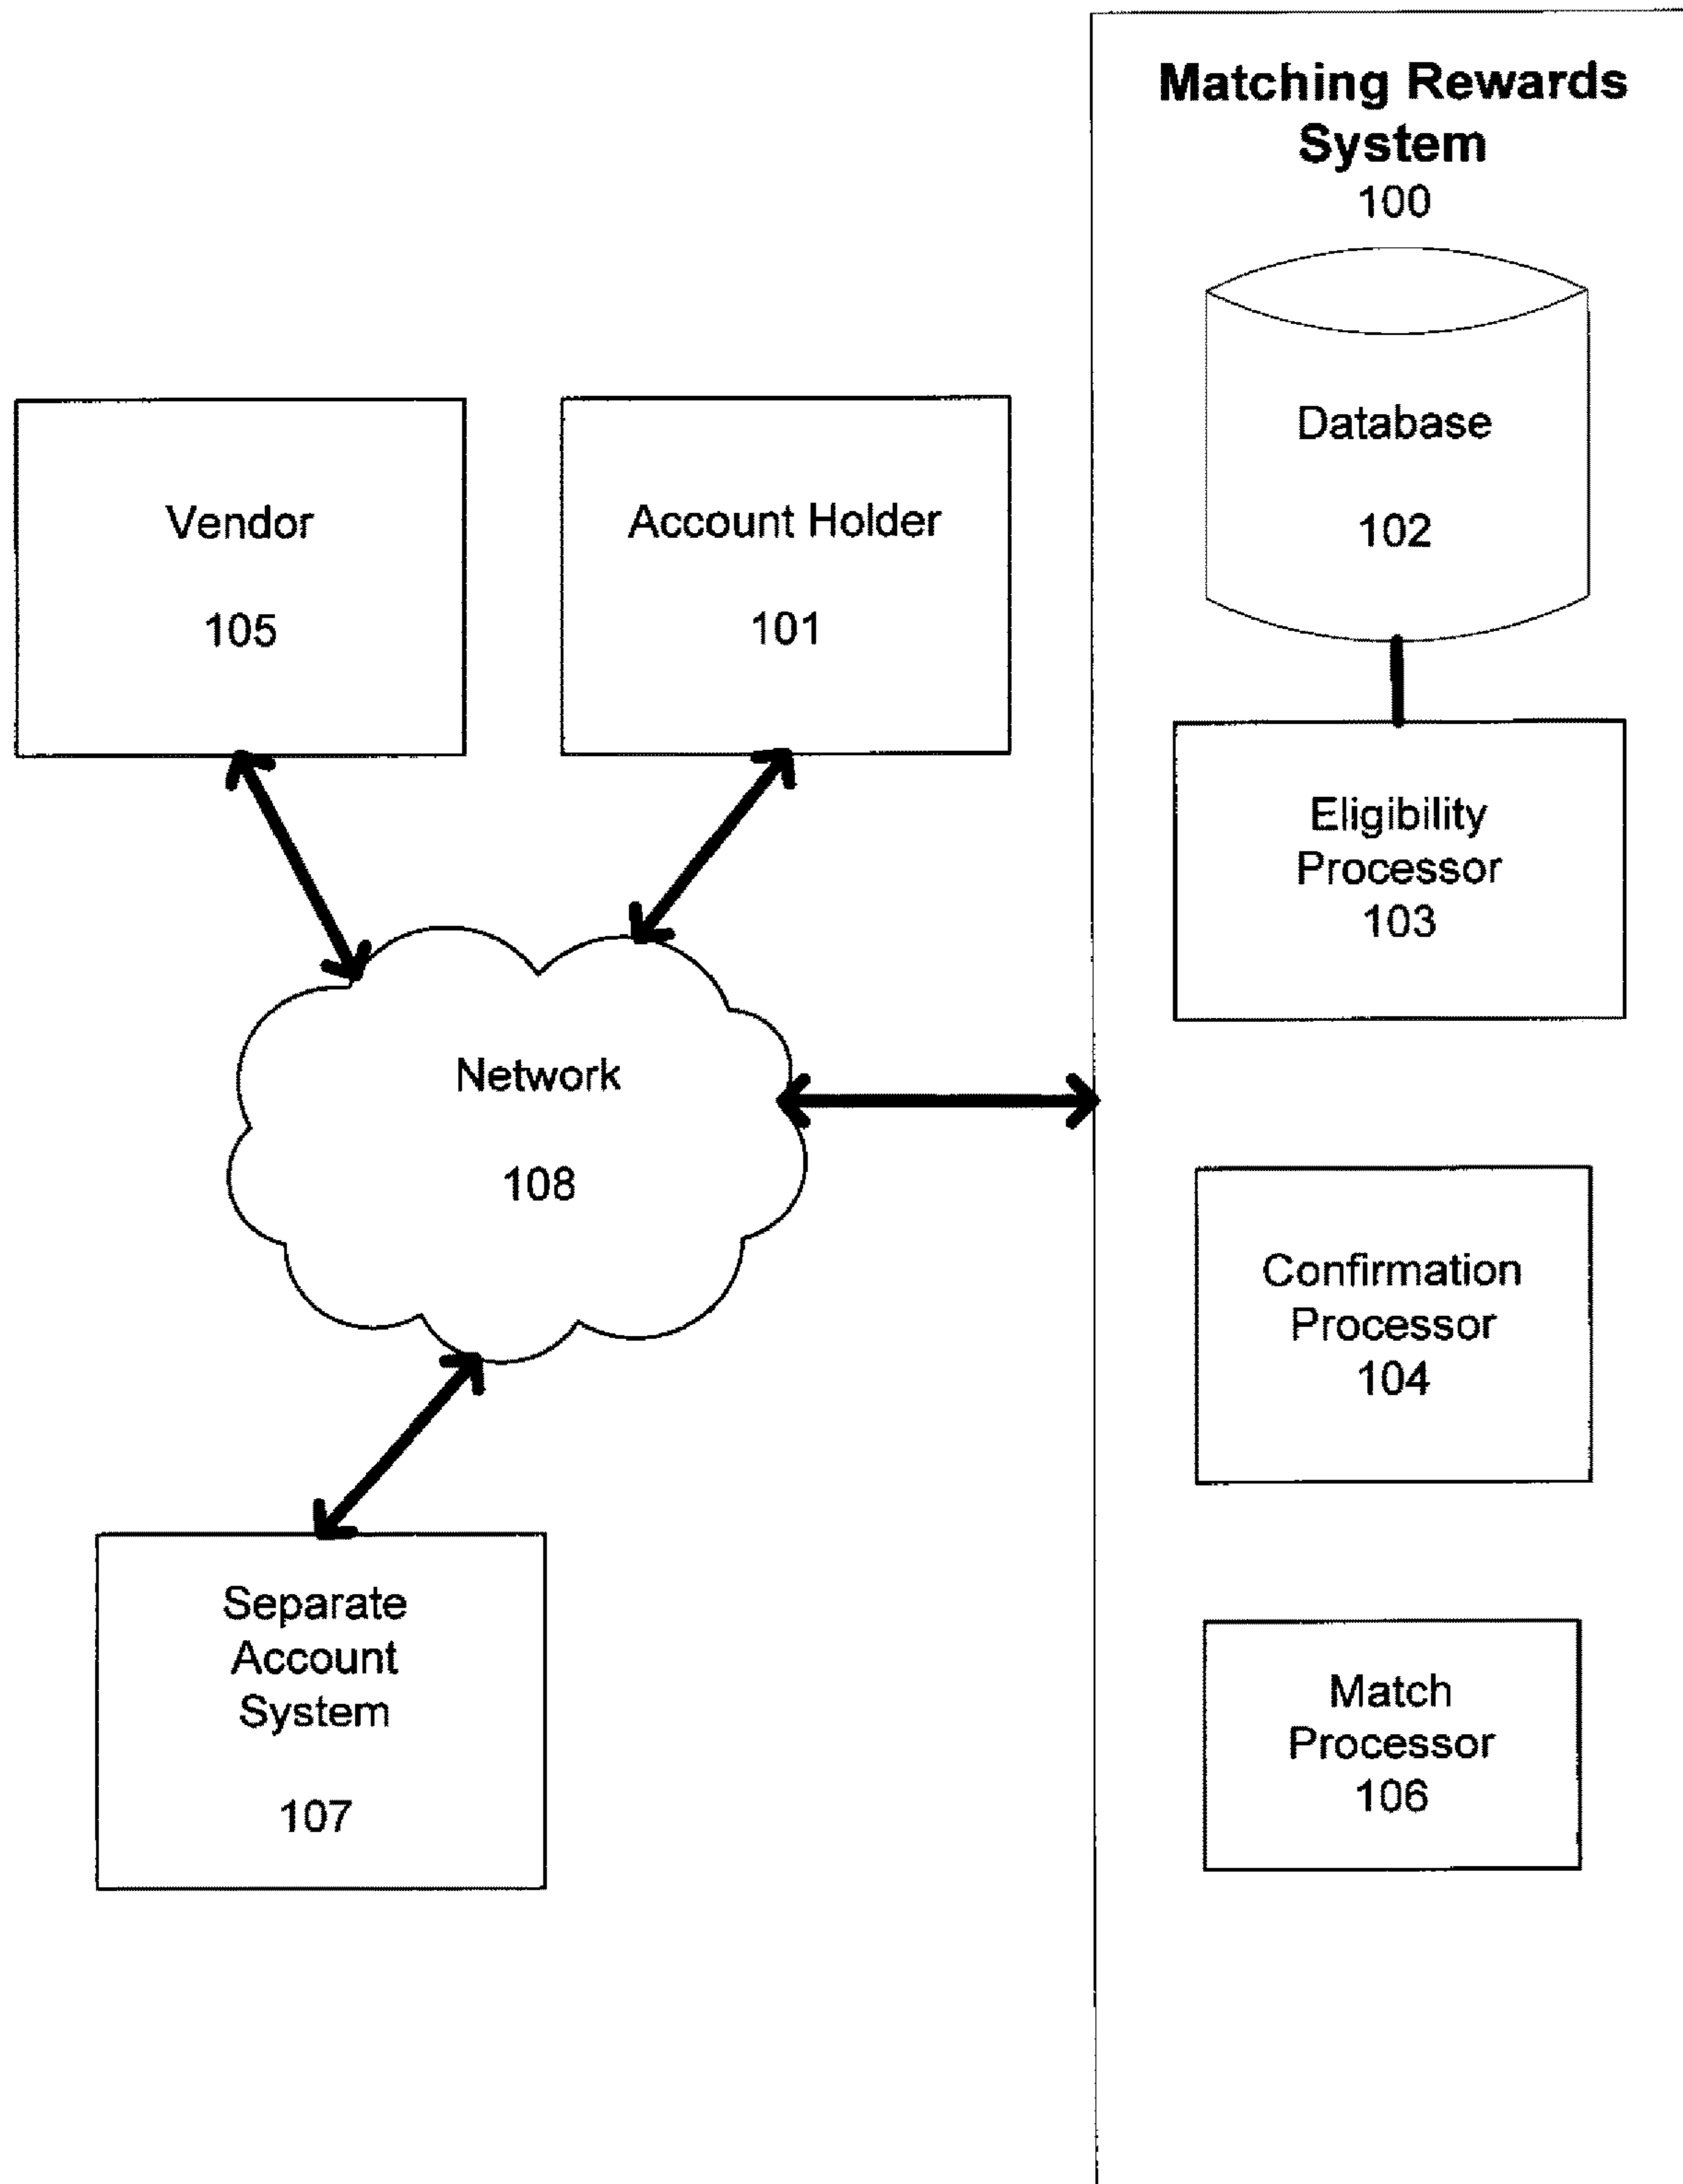 Matching Rewards
System
100
Database
102
Vendor
105
Account Holder
101
Eligibility
Processor
103
Network
108
Confirmation
Processor
104
Separate
Account
System
107
Match
Processor
106